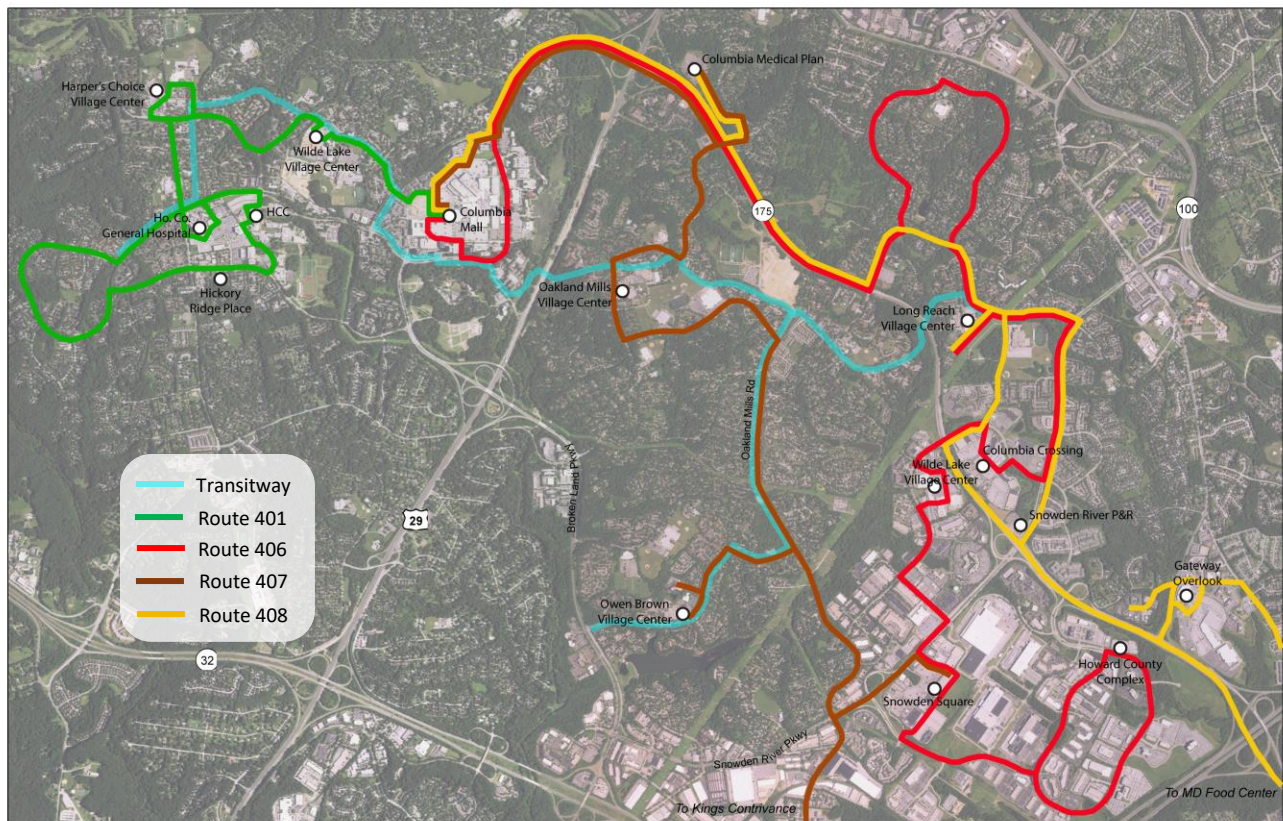 Columbia Medical Plan
Harper's Choice
Village Center
Wilde Lake
Village Center
100
175
Ho. Co.
General Hospital
HCC
Columbia
Mall
Hickory
Ridge Place
Oakland Mills
Village Center
Long Reach
Village Center
Oakland Mills Rd
Broken Land Pkwy
Columbia Crossing
Wilde Lake
Village Center
Snowden River P&R
29
Transitway
Route 401
Route 406
Route 407
Route 408
Gateway
Overlook
Owen Brown
Village Center
32
Howard County
Complex
Snowden Square
Snowden River Pkwy
To Kings Contrivance
To MD Food Center